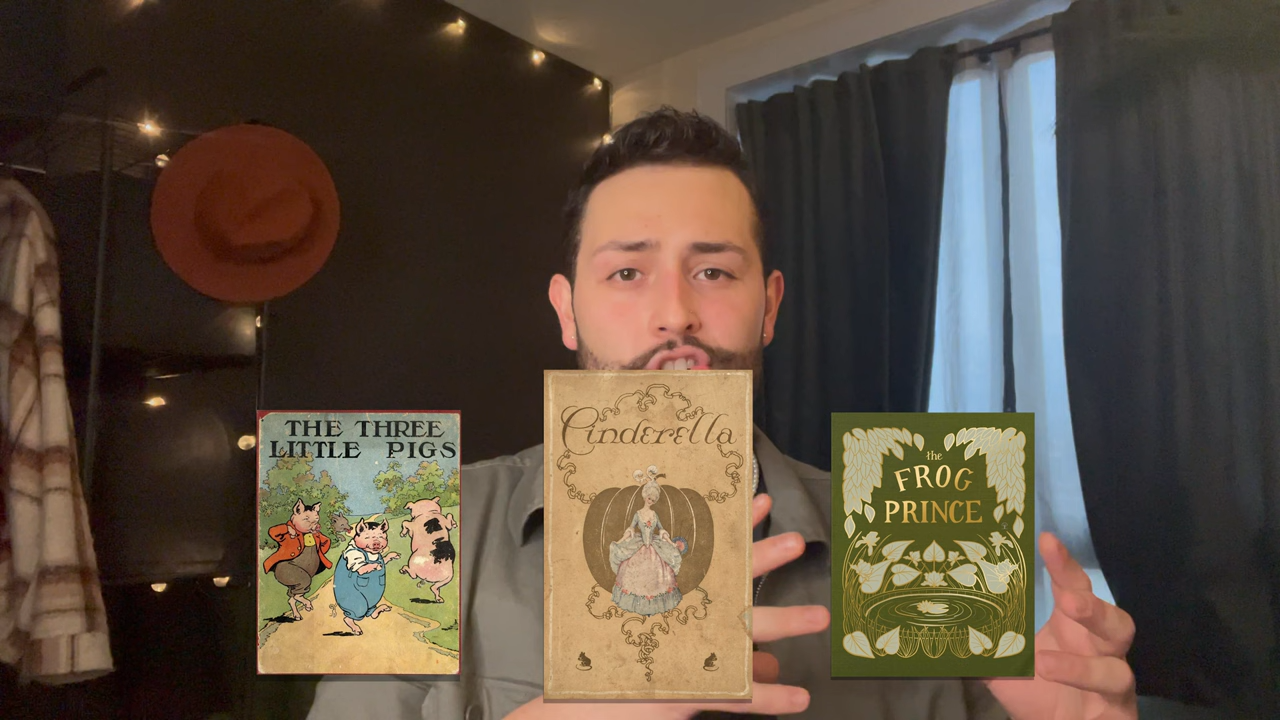 THE THREE
LITTLE PIGS
Cinderella
the
FROG
PRINCE